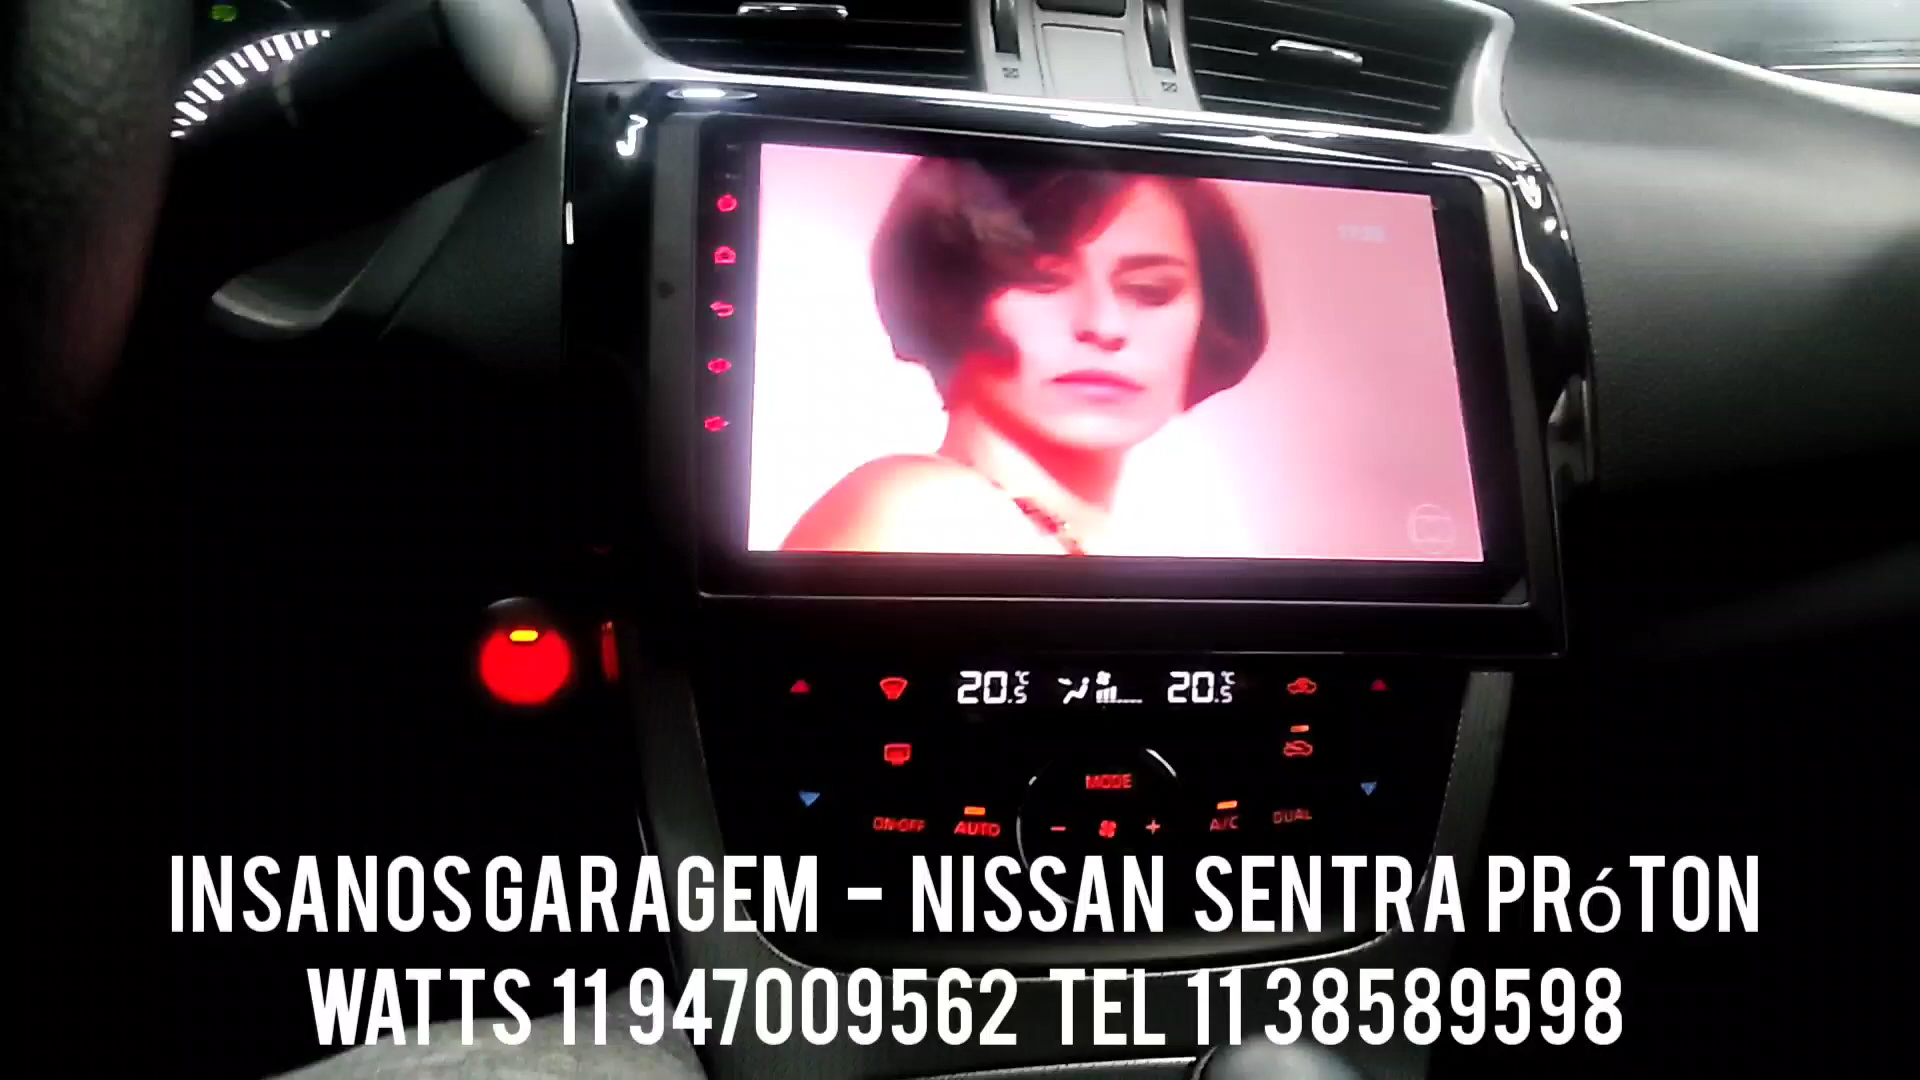 20.5°C 20.5°C
MODE
ON·OFF AUTO - + A/C DUAL
INSANOS GARAGEM - NISSAN SENTRA PRóTON
WATTS 11 947009562 TEL 11 38589598